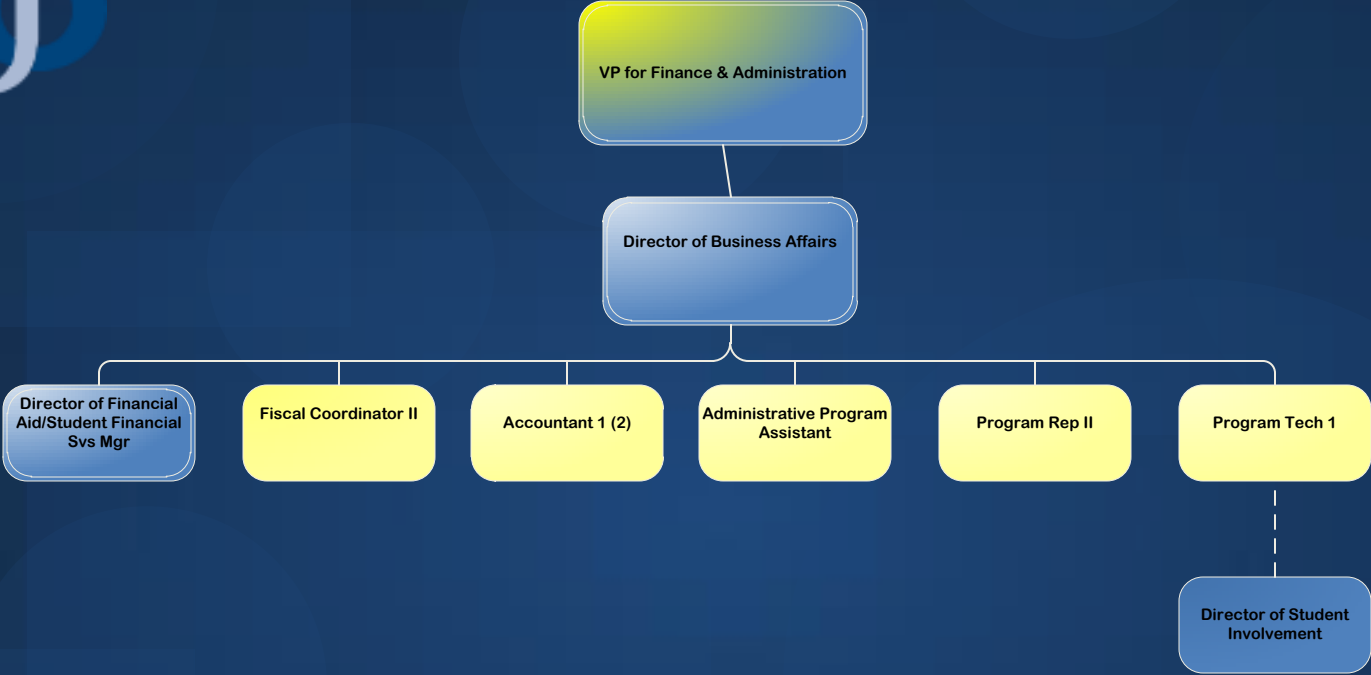 VP for Finance & Administration
Director of Business Affairs
Director of Financial
Aid/Student Financial
Svs Mgr
Fiscal Coordinator II
Accountant 1 (2)
Administrative Program
Assistant
Program Rep II
Program Tech 1
Director of Student
Involvement